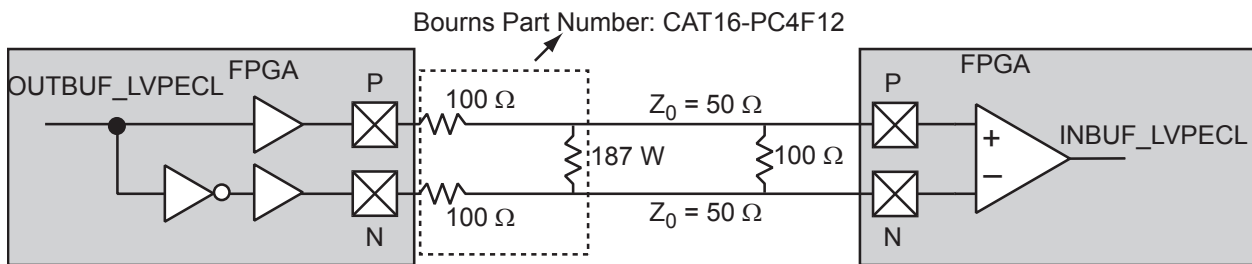 Bourns Part Number: CAT16-PC4F12
OUTBUF_LVPECL
FPGA
P
100 Ω
Z0 = 50 Ω
187 W
100 Ω
N
100 Ω
Z0 = 50 Ω
FPGA
P
+
−
INBUF_LVPECL
N